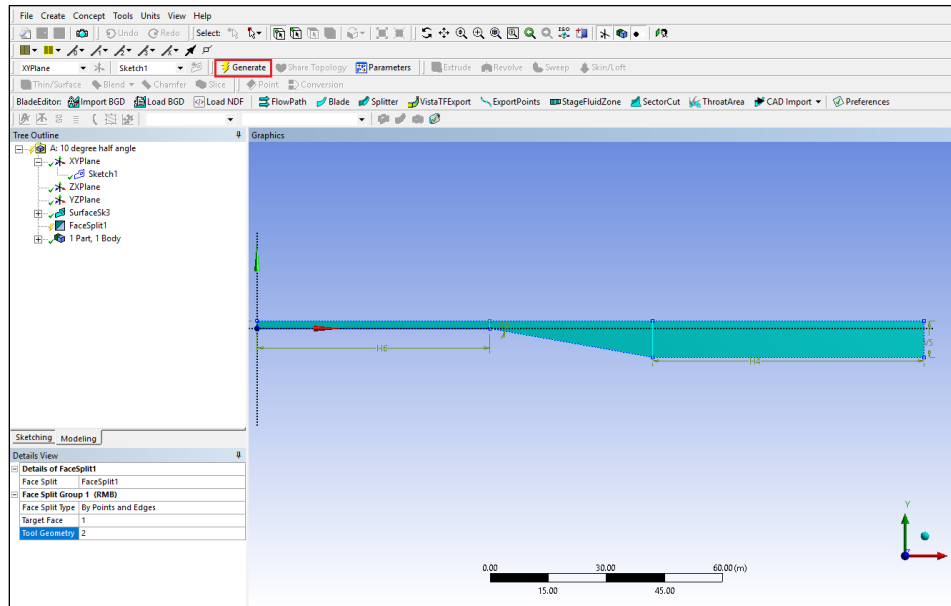 File Create Concept Tools Units View Help
Undo Redo Select: ISO
XYPlane Sketch1 Generate Share Topology Parameters Extrude Revolve Sweep Skin/Loft
Thin/Surface Blend Chamfer Slice Point Conversion
BladeEditor: Import BGD Load BGD Load NDF FlowPath Blade Splitter VistaTFExport ExportPoints StageFluidZone SectorCut ThroatArea CAD Import Preferences
Tree Outline
Graphics
A: 10 degree half angle
XYPlane
Sketch1
ZXPlane
YZPlane
SurfaceSk3
FaceSplit1
1 Part, 1 Body
V5
H6
H4
Sketching Modeling
Details View
Details of FaceSplit1
Face Split FaceSplit1
Face Split Group 1 (RMB)
Face Split Type By Points and Edges
Target Face 1
Tool Geometry 2
Y
0.00 30.00 60.00 (m)
15.00 45.00